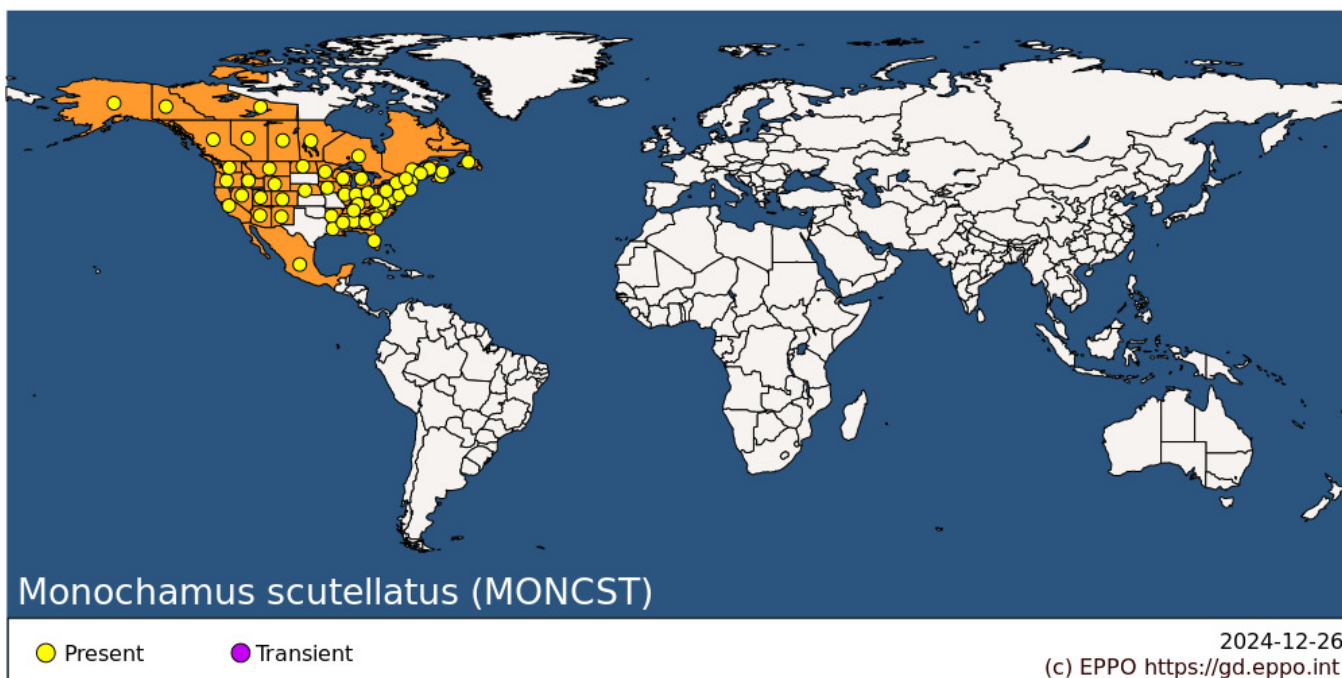 Monochamus scutellatus (MONCST)
Present
Transient
2024-12-26
(c) EPPO https://gd.eppo.int